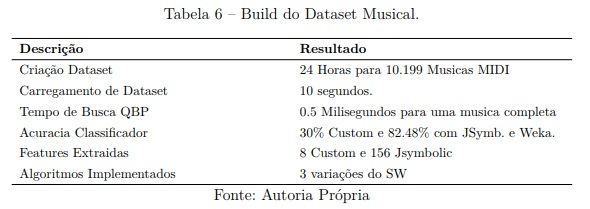 Tabela 6 – Build do Dataset Musical.
Descrição Resultado
Criação Dataset 24 Horas para 10.199 Musicas MIDI
Carregamento de Dataset 10 segundos.
Tempo de Busca QBP 0.5 Milisegundos para uma musica completa
Acuracia Classificador 30% Custom e 82.48% com JSymb. e Weka.
Features Extraidas 8 Custom e 156 Jsymbolic
Algoritmos Implementados 3 variações do SW
Fonte: Autoria Própria